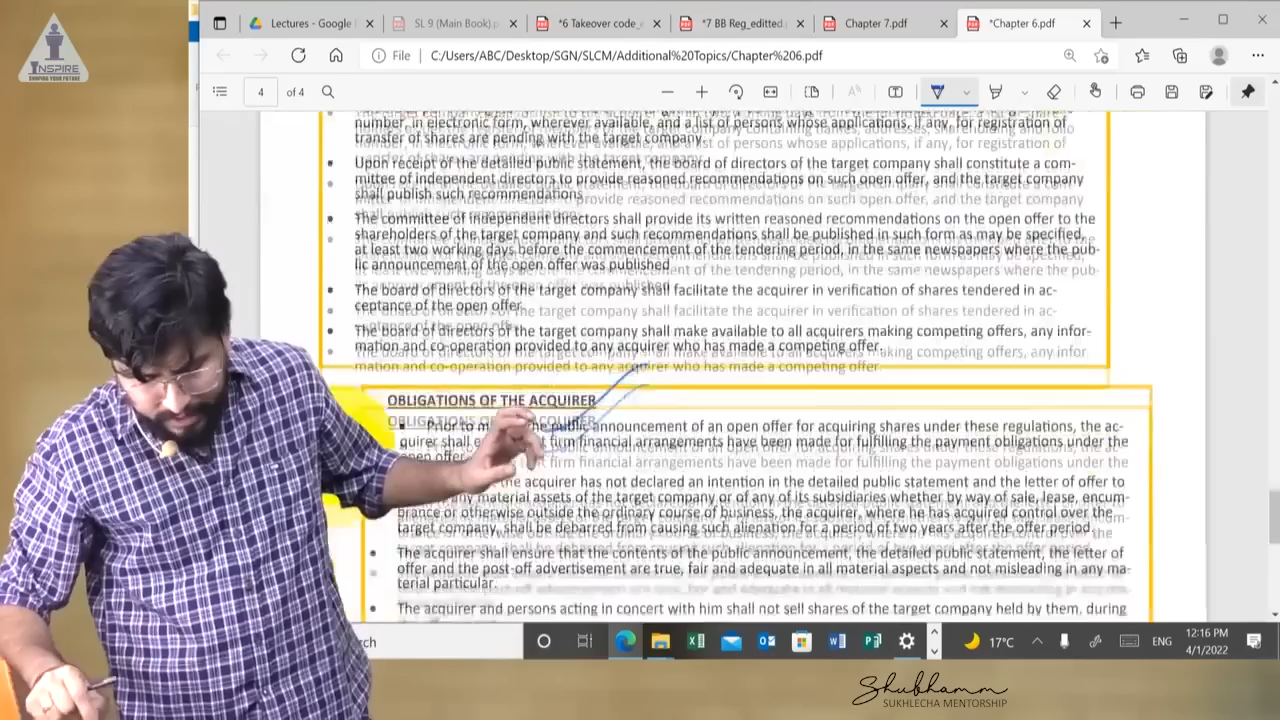 INSPIRE
SHAPING YOUR FUTURE
Lectures - Google
SL 9 (Main Book).p
*6 Takeover code_e
*7 BB Reg_editted.p
Chapter 7.pdf
*Chapter 6.pdf
File
C:/Users/ABC/Desktop/SGN/SLCM/Additional%20Topics/Chapter%206.pdf
4 of 4
number, in electronic form, wherever available, and a list of persons whose applications, if any, for registration of
transfer of shares are pending with the target company.
Upon receipt of the detailed public statement, the board of directors of the target company shall constitute a com-
mittee of independent directors to provide reasoned recommendations on such open offer, and the target company
shall publish such recommendations
The committee of independent directors shall provide its written reasoned recommendations on the open offer to the
shareholders of the target company and such recommendations shall be published in such form as may be specified,
at least two working days before the commencement of the tendering period, in the same newspapers where the pub-
lic announcement of the open offer was published
The board of directors of the target company shall facilitate the acquirer in verification of shares tendered in ac-
ceptance of the open offer.
The board of directors of the target company shall make available to all acquirers making competing offers, any infor-
mation and co-operation provided to any acquirer who has made a competing offer.
OBLIGATIONS OF THE ACQUIRER
Prior to the public announcement of an open offer for acquiring shares under these regulations, the ac-
quirer shall firm financial arrangements have been made for fulfilling the payment obligations under the
open offer
the acquirer has not declared an intention in the detailed public statement and the letter of offer to
any material assets of the target company or of any of its subsidiaries whether by way of sale, lease, encum-
brance or otherwise outside the ordinary course of business, the acquirer, where he has acquired control over the
target company, shall be debarred from causing such alienation for a period of two years after the offer period
The acquirer shall ensure that the contents of the public announcement, the detailed public statement, the letter of
offer and the post-off advertisement are true, fair and adequate in all material aspects and not misleading in any ma-
terial particular.
The acquirer and persons acting in concert with him shall not sell shares of the target company held by them, during
rch
17°C
ENG
12:16 PM
4/1/2022
Shubhamm
SUKHLECHA MENTORSHIP